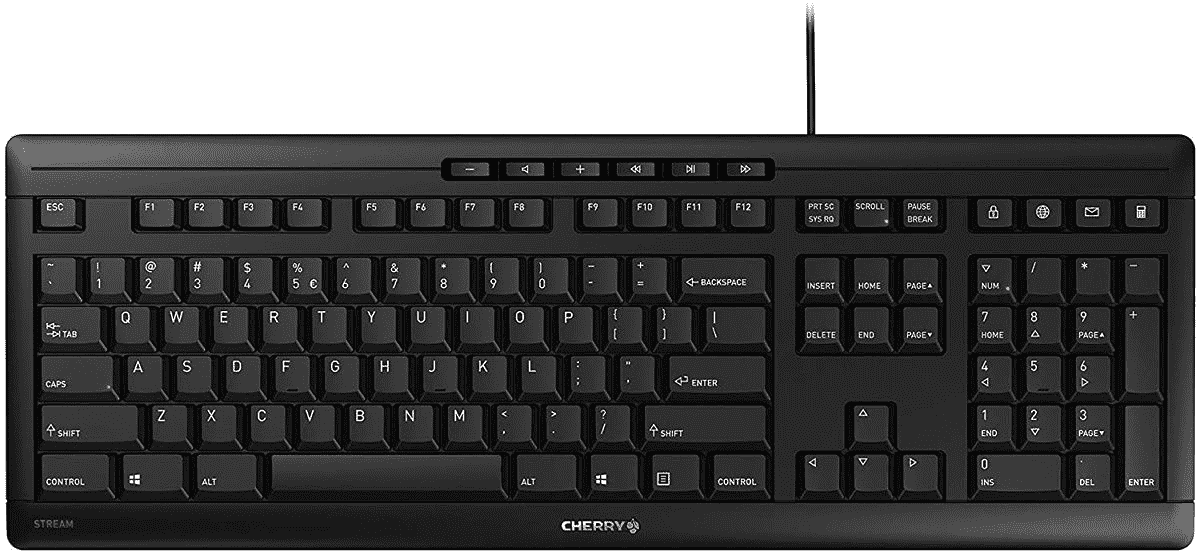 ESC F1 F2 F3 F4 F5 F6 F7 F8 F9 F10 F11 F12 PRT SC SYS RQ SCROLL PAUSE BREAK
~ ` ! 1 @ 2 # 3 $ 4 % 5 € ^ 6 & 7 * 8 ( 9 ) 0 - - + = BACKSPACE INSERT HOME PAGE▲ NUM / * -
TAB Q W E R T Y U I O P { [ } ] | \ DELETE END PAGE▼ 7 HOME 8 9 PAGE▲ +
CAPS A S D F G H J K L : ; " ' ENTER 4 5 6
SHIFT Z X C V B N M < , > . ? / SHIFT 1 END 2 3 PAGE▼
CONTROL ALT ALT CONTROL 0 INS . DEL ENTER
STREAM CHERRY